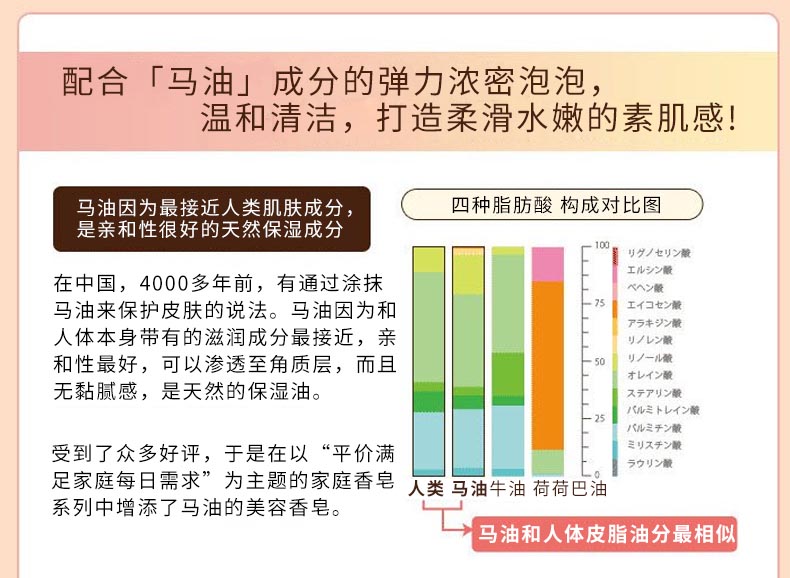 配合「马油」成分的弹力浓密泡泡，
温和清洁，打造柔滑水嫩的素肌感!
马油因为最接近人类肌肤成分，
是亲和性很好的天然保湿成分
在中国，4000多年前，有通过涂抹
马油来保护皮肤的说法。马油因为和
人体本身带有的滋润成分最接近，亲
和性最好，可以渗透至角质层，而且
无黏腻感，是天然的保湿油。
受到了众多好评，于是在以“平价满
足家庭每日需求”为主题的家庭香皂
系列中增添了马油的美容香皂。
四种脂肪酸 构成对比图
100
75
50
25
0
リグノセリン酸
エルシン酸
ベヘン酸
エイコセン酸
アラキジン酸
リノレン酸
リノール酸
オレイン酸
ステアリン酸
パルミトレイン酸
パルミチン酸
ミリスチン酸
ラウリン酸
人类 马油牛油 荷荷巴油
马油和人体皮脂油分最相似